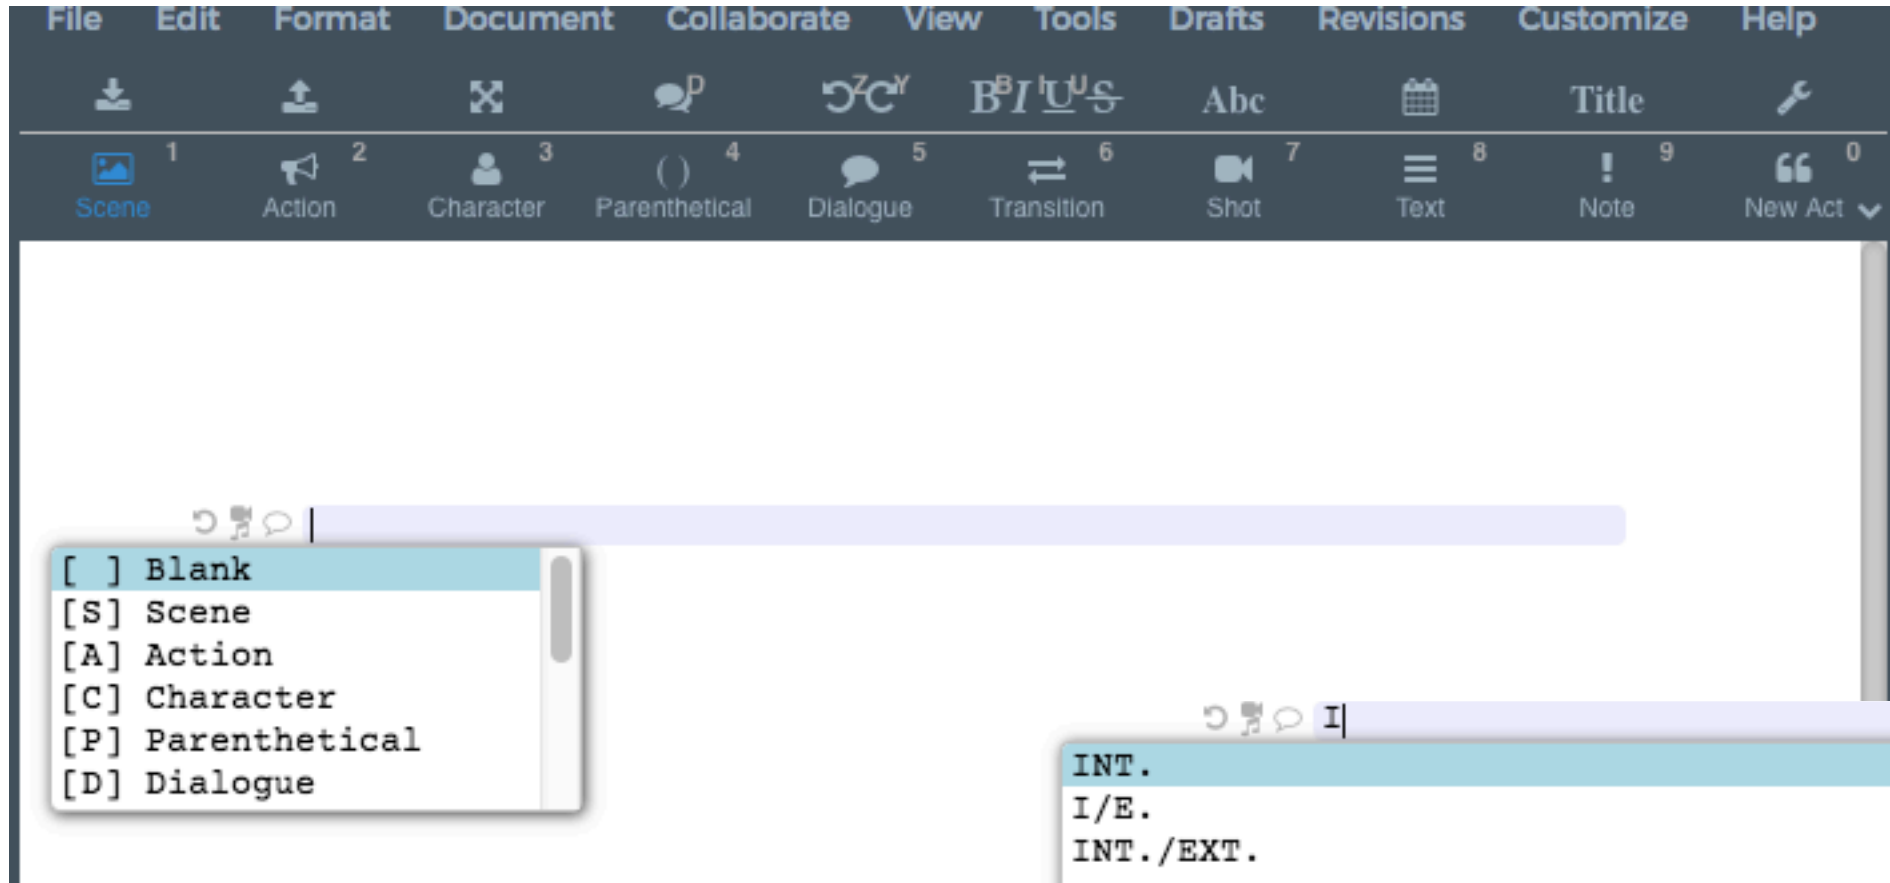 File Edit Format Document Collaborate View Tools Drafts Revisions Customize Help
D Z Y B B I I U U S Abc Title
1 2 3 4 5 6 7 8 9 0
Scene Action Character Parenthetical Dialogue Transition Shot Text Note New Act
[ ] Blank
[S] Scene
[A] Action
[C] Character
[P] Parenthetical
[D] Dialogue
I
INT.
I/E.
INT./EXT.